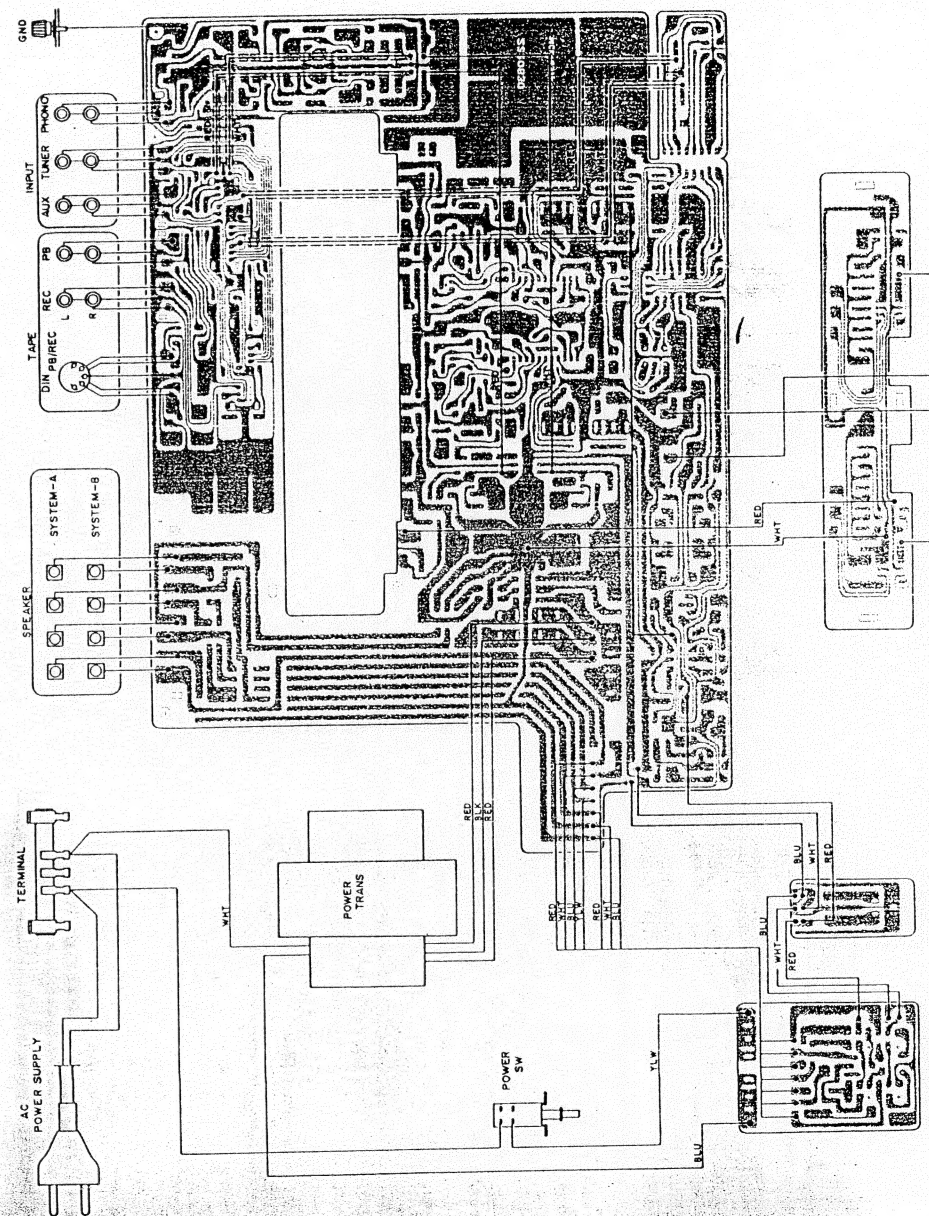 GND
PHONO
TUNER
AUX
INPUT
PB
REC
L
R
TAPE
DIN PB/REC
SYSTEM-A
SYSTEM-B
SPEAKER
RED
WHT
RED
WHT
TERMINAL
WHT
POWER
TRANS
RED
BLK
RED
RED
WHT
BLU
YLW
RED
WHT
BLU
BLU
WHT
RED
BLU
WHT
RED
AC
POWER SUPPLY
POWER
SW
YLW
BLU